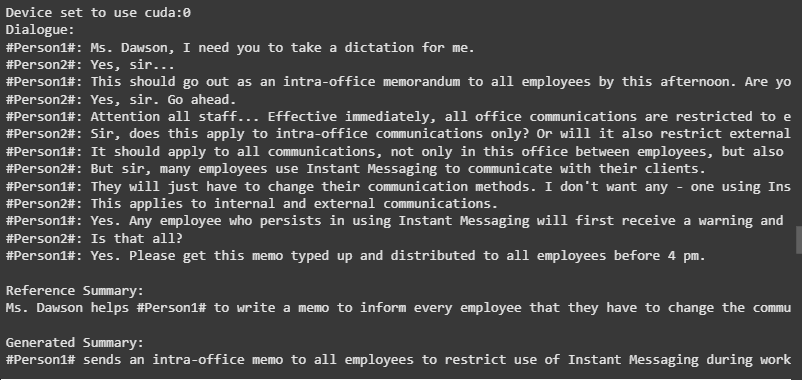 Device set to use cuda:0
Dialogue:
#Person1#: Ms. Dawson, I need you to take a dictation for me.
#Person2#: Yes, sir...
#Person1#: This should go out as an intra-office memorandum to all employees by this afternoon. Are yo
#Person2#: Yes, sir. Go ahead.
#Person1#: Attention all staff... Effective immediately, all office communications are restricted to e
#Person2#: Sir, does this apply to intra-office communications only? Or will it also restrict external
#Person1#: It should apply to all communications, not only in this office between employees, but also
#Person2#: But sir, many employees use Instant Messaging to communicate with their clients.
#Person1#: They will just have to change their communication methods. I don't want any - one using Ins
#Person2#: This applies to internal and external communications.
#Person1#: Yes. Any employee who persists in using Instant Messaging will first receive a warning and
#Person2#: Is that all?
#Person1#: Yes. Please get this memo typed up and distributed to all employees before 4 pm.
Reference Summary:
Ms. Dawson helps #Person1# to write a memo to inform every employee that they have to change the commu
Generated Summary:
#Person1# sends an intra-office memo to all employees to restrict use of Instant Messaging during work